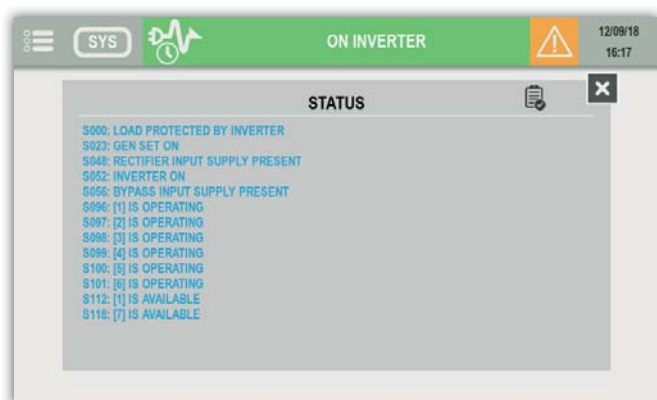 SYS
ON INVERTER
12/09/18
16:17
STATUS
S000: LOAD PROTECTED BY INVERTER
S023: GEN SET ON
S048: RECTIFIER INPUT SUPPLY PRESENT
S052: INVERTER ON
S056: BYPASS INPUT SUPPLY PRESENT
S096: [1] IS OPERATING
S097: [2] IS OPERATING
S098: [3] IS OPERATING
S099: [4] IS OPERATING
S100: [5] IS OPERATING
S101: [6] IS OPERATING
S112: [1] IS AVAILABLE
S118: [7] IS AVAILABLE